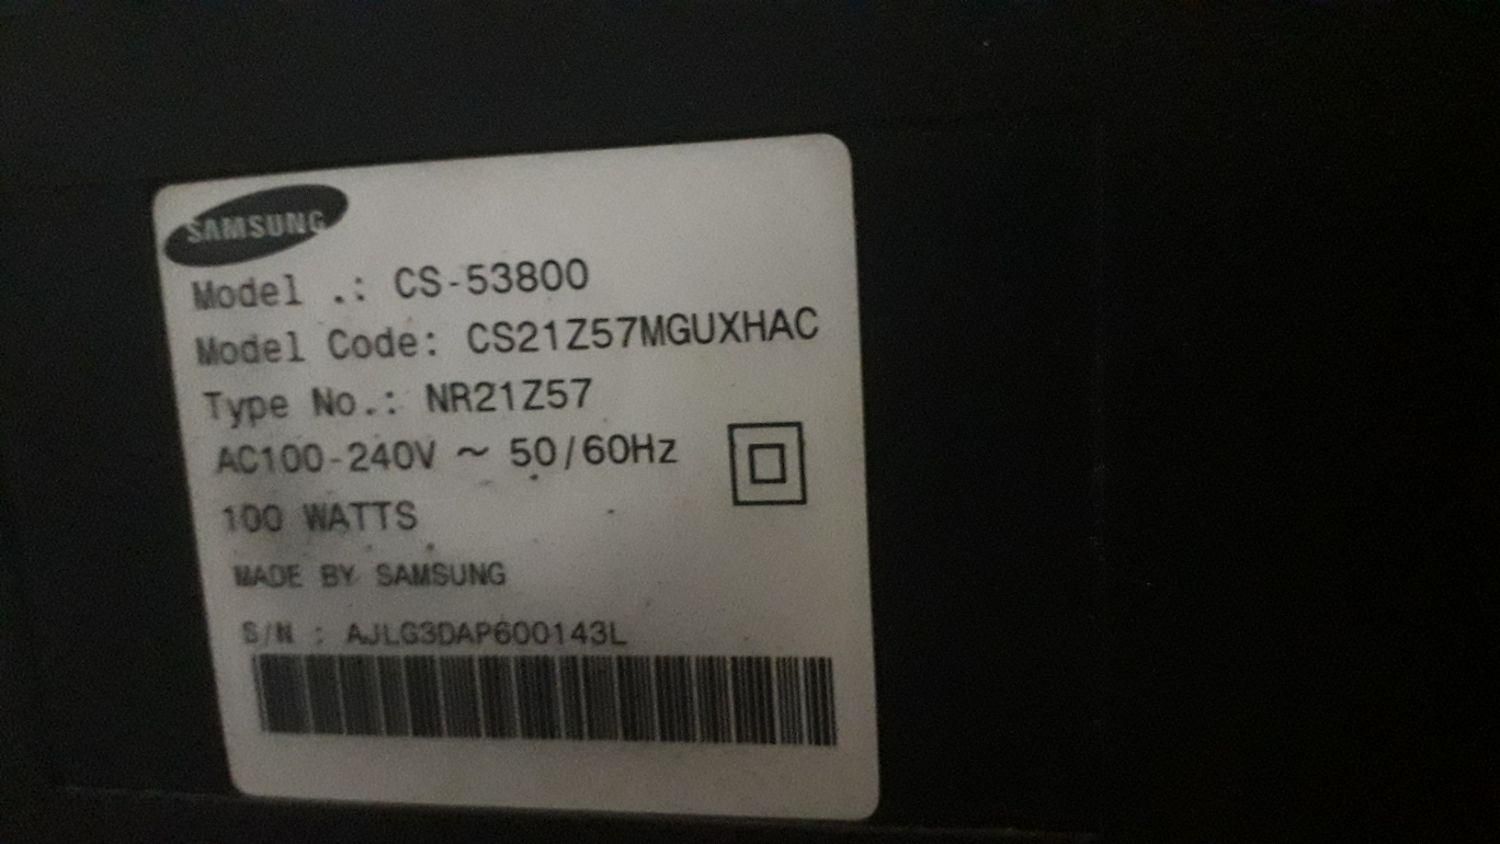 SAMSUNG
Model .: CS-53800
Model Code: CS21Z57MGUXHAC
Type No.: NR21Z57
AC100-240V ~ 50/60Hz
100 WATTS
MADE BY SAMSUNG
S/N : AJLG3DAP600143L